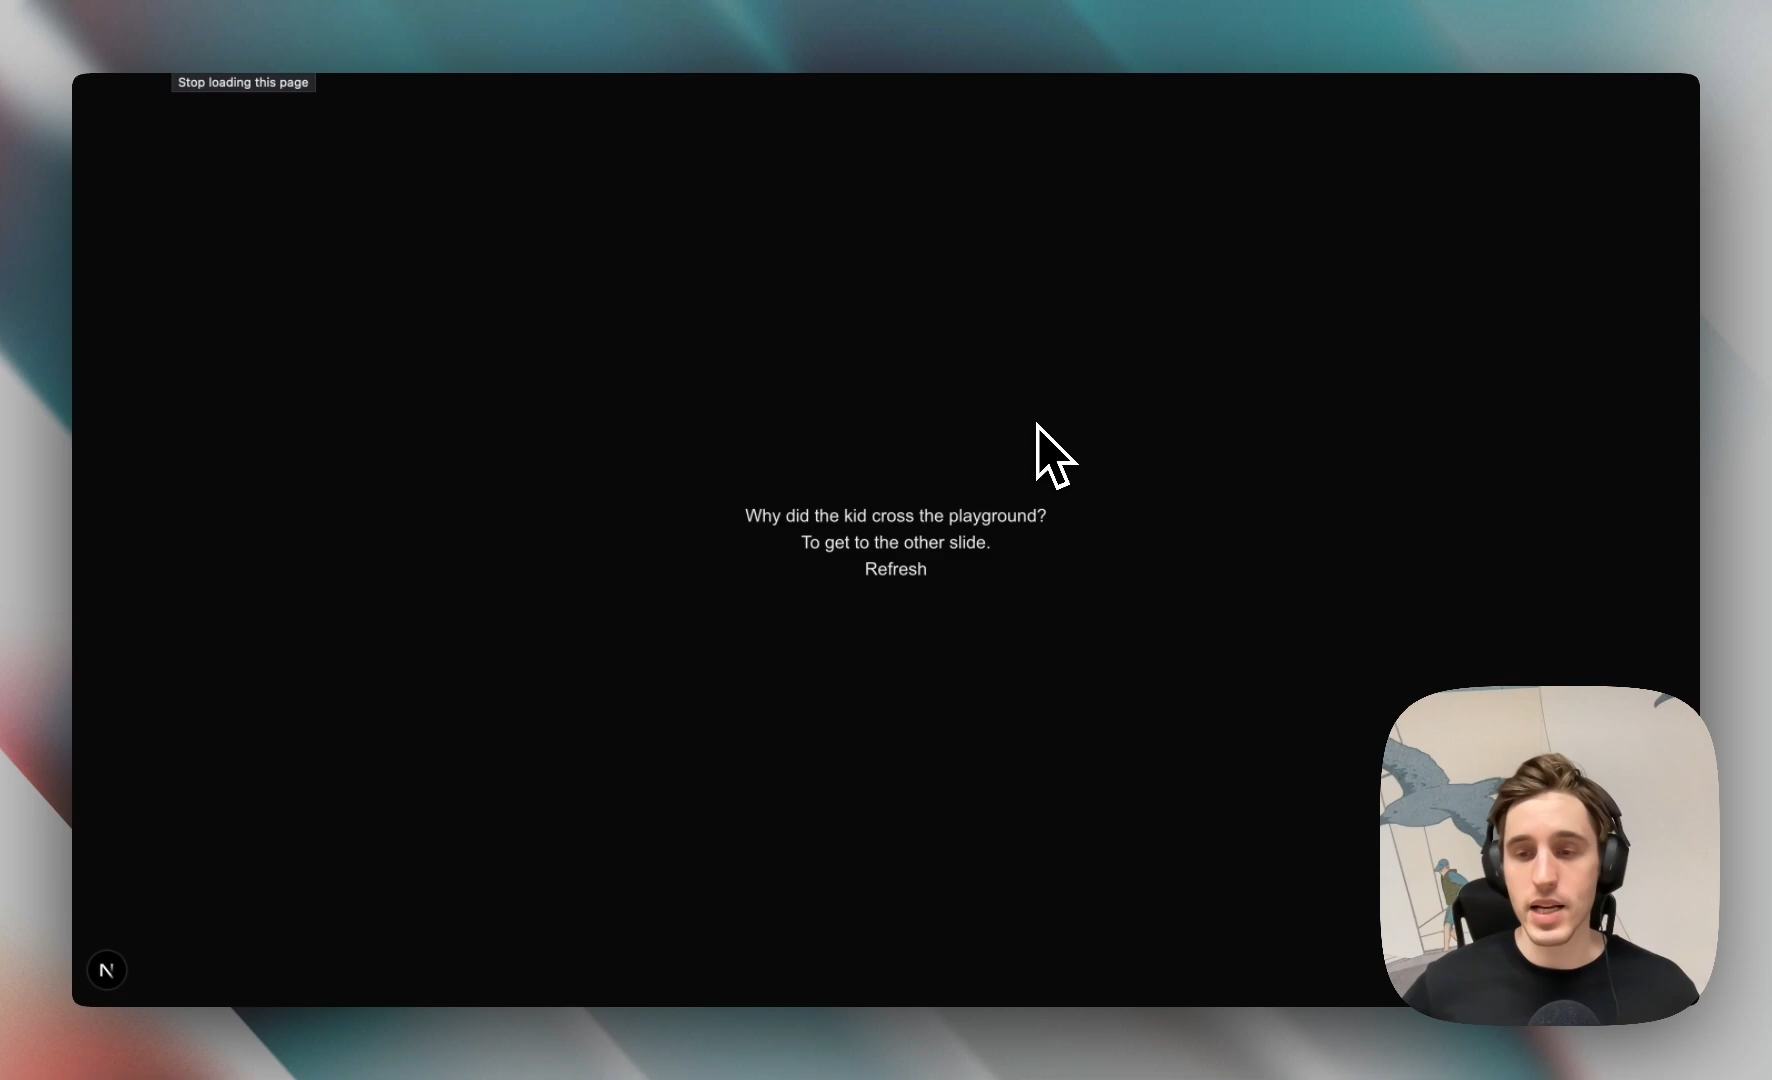 Stop loading this page
Why did the kid cross the playground?
To get to the other slide.
Refresh
N